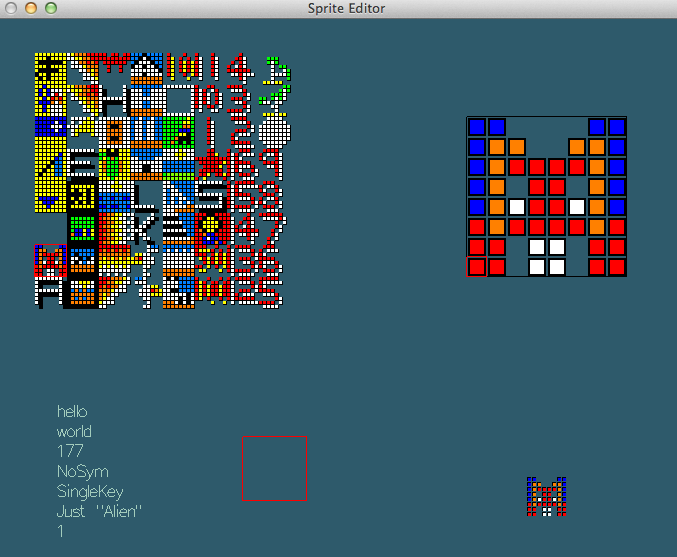 Sprite Editor
hello
world
177
NoSym
SingleKey
Just "Alien"
1